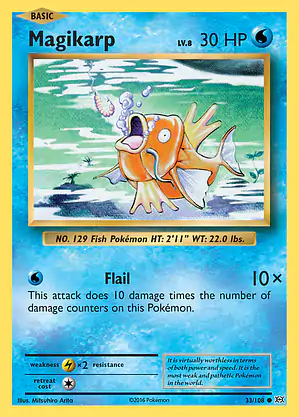 BASIC
Magikarp LV.8 30 HP
NO. 129 Fish Pokémon HT: 2'11" WT: 22.0 lbs.
Flail 10×
This attack does 10 damage times the number of
damage counters on this Pokémon.
weakness ×2 resistance
retreat
cost
It is virtually worthless in terms
of both power and speed. It is the
most weak and pathetic Pokémon
in the world.
Illus. Mitsuhiro Arita ©2016 Pokémon 33/108